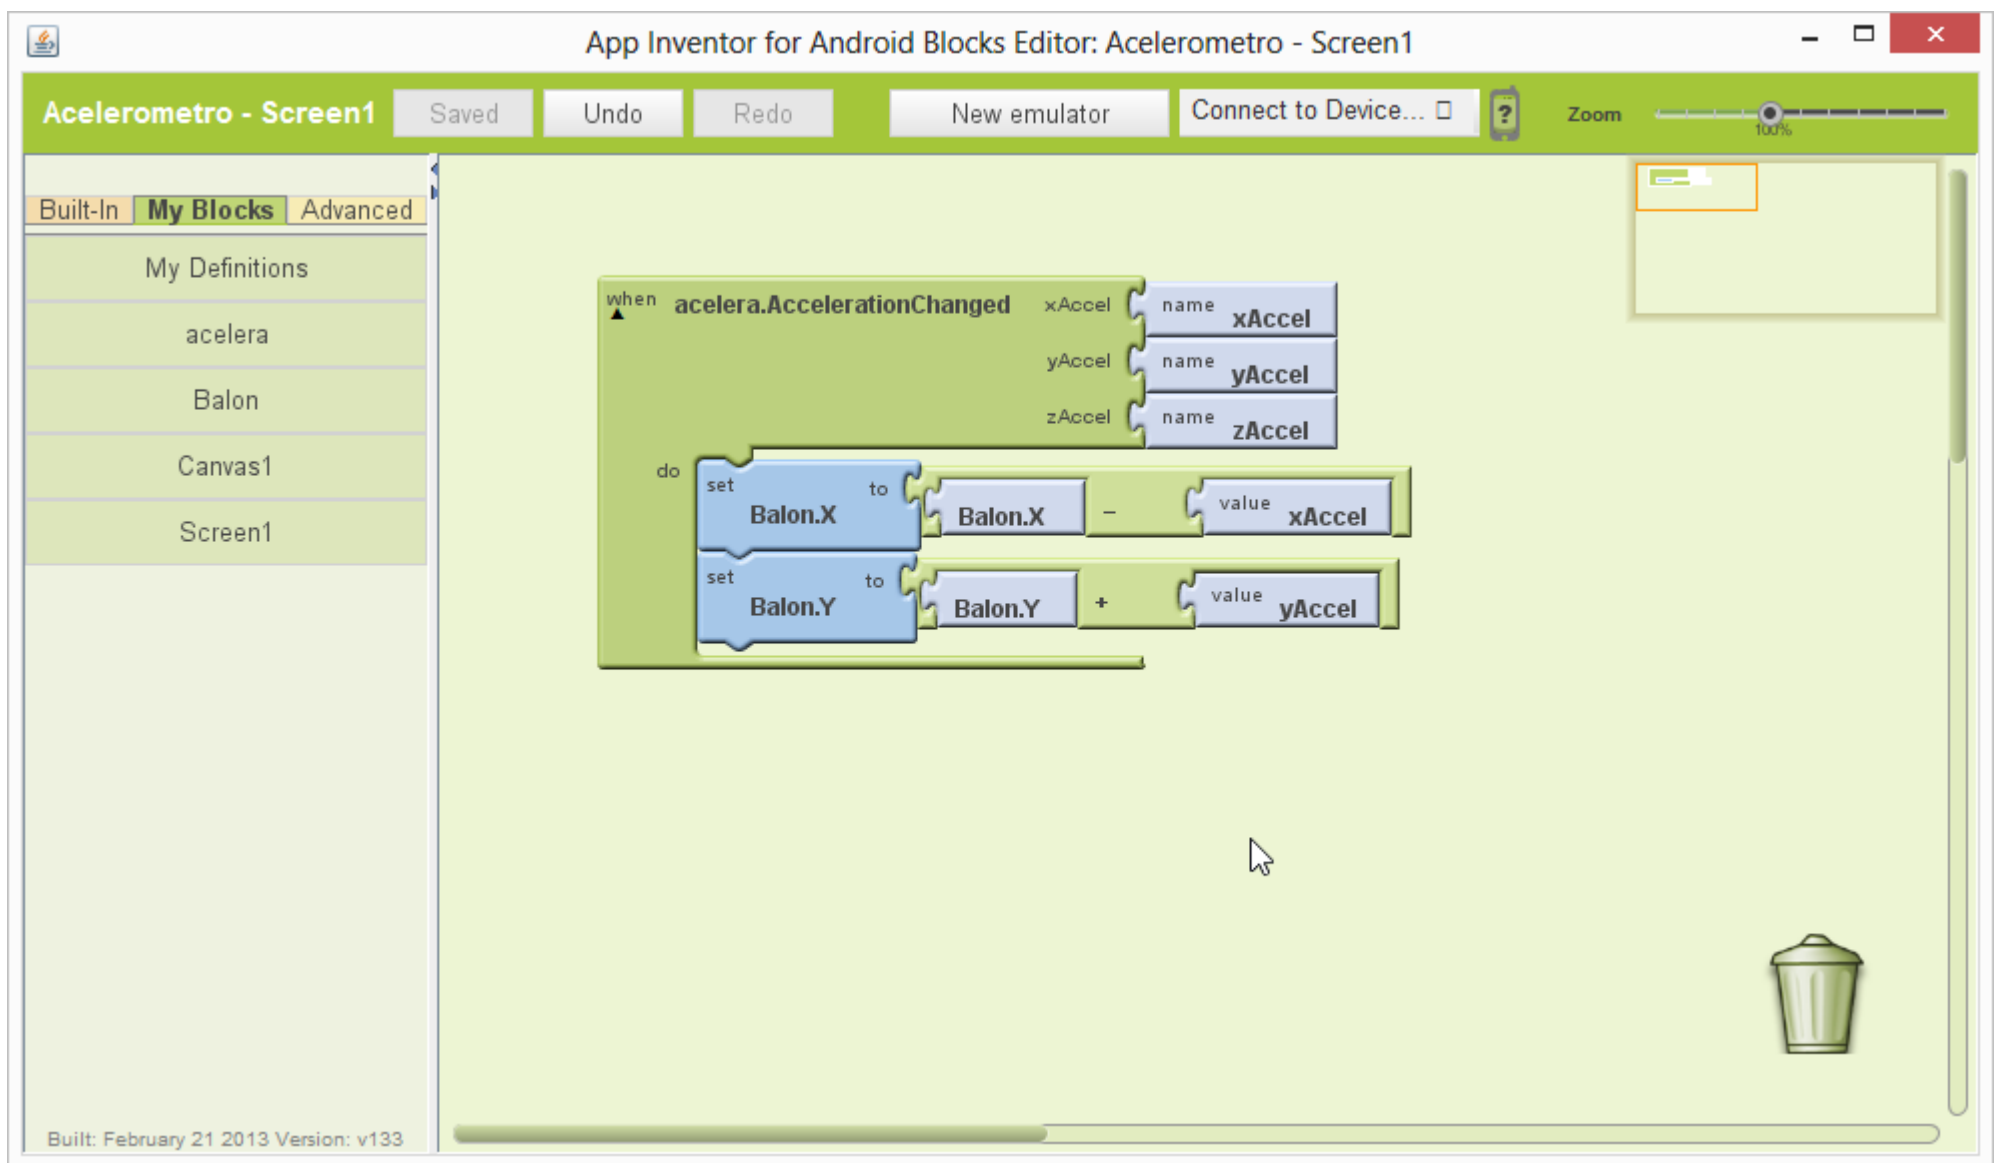 App Inventor for Android Blocks Editor: Acelerometro - Screen1
Acelerometro - Screen1 Saved Undo Redo New emulator Connect to Device... ? Zoom
100%
Built-In My Blocks Advanced
My Definitions
acelera
Balon
Canvas1
Screen1
when acelera.AccelerationChanged xAccel name xAccel
yAccel name yAccel
zAccel name zAccel
do
set Balon.X to Balon.X - value xAccel
set Balon.Y to Balon.Y + value yAccel
Built: February 21 2013 Version: v133